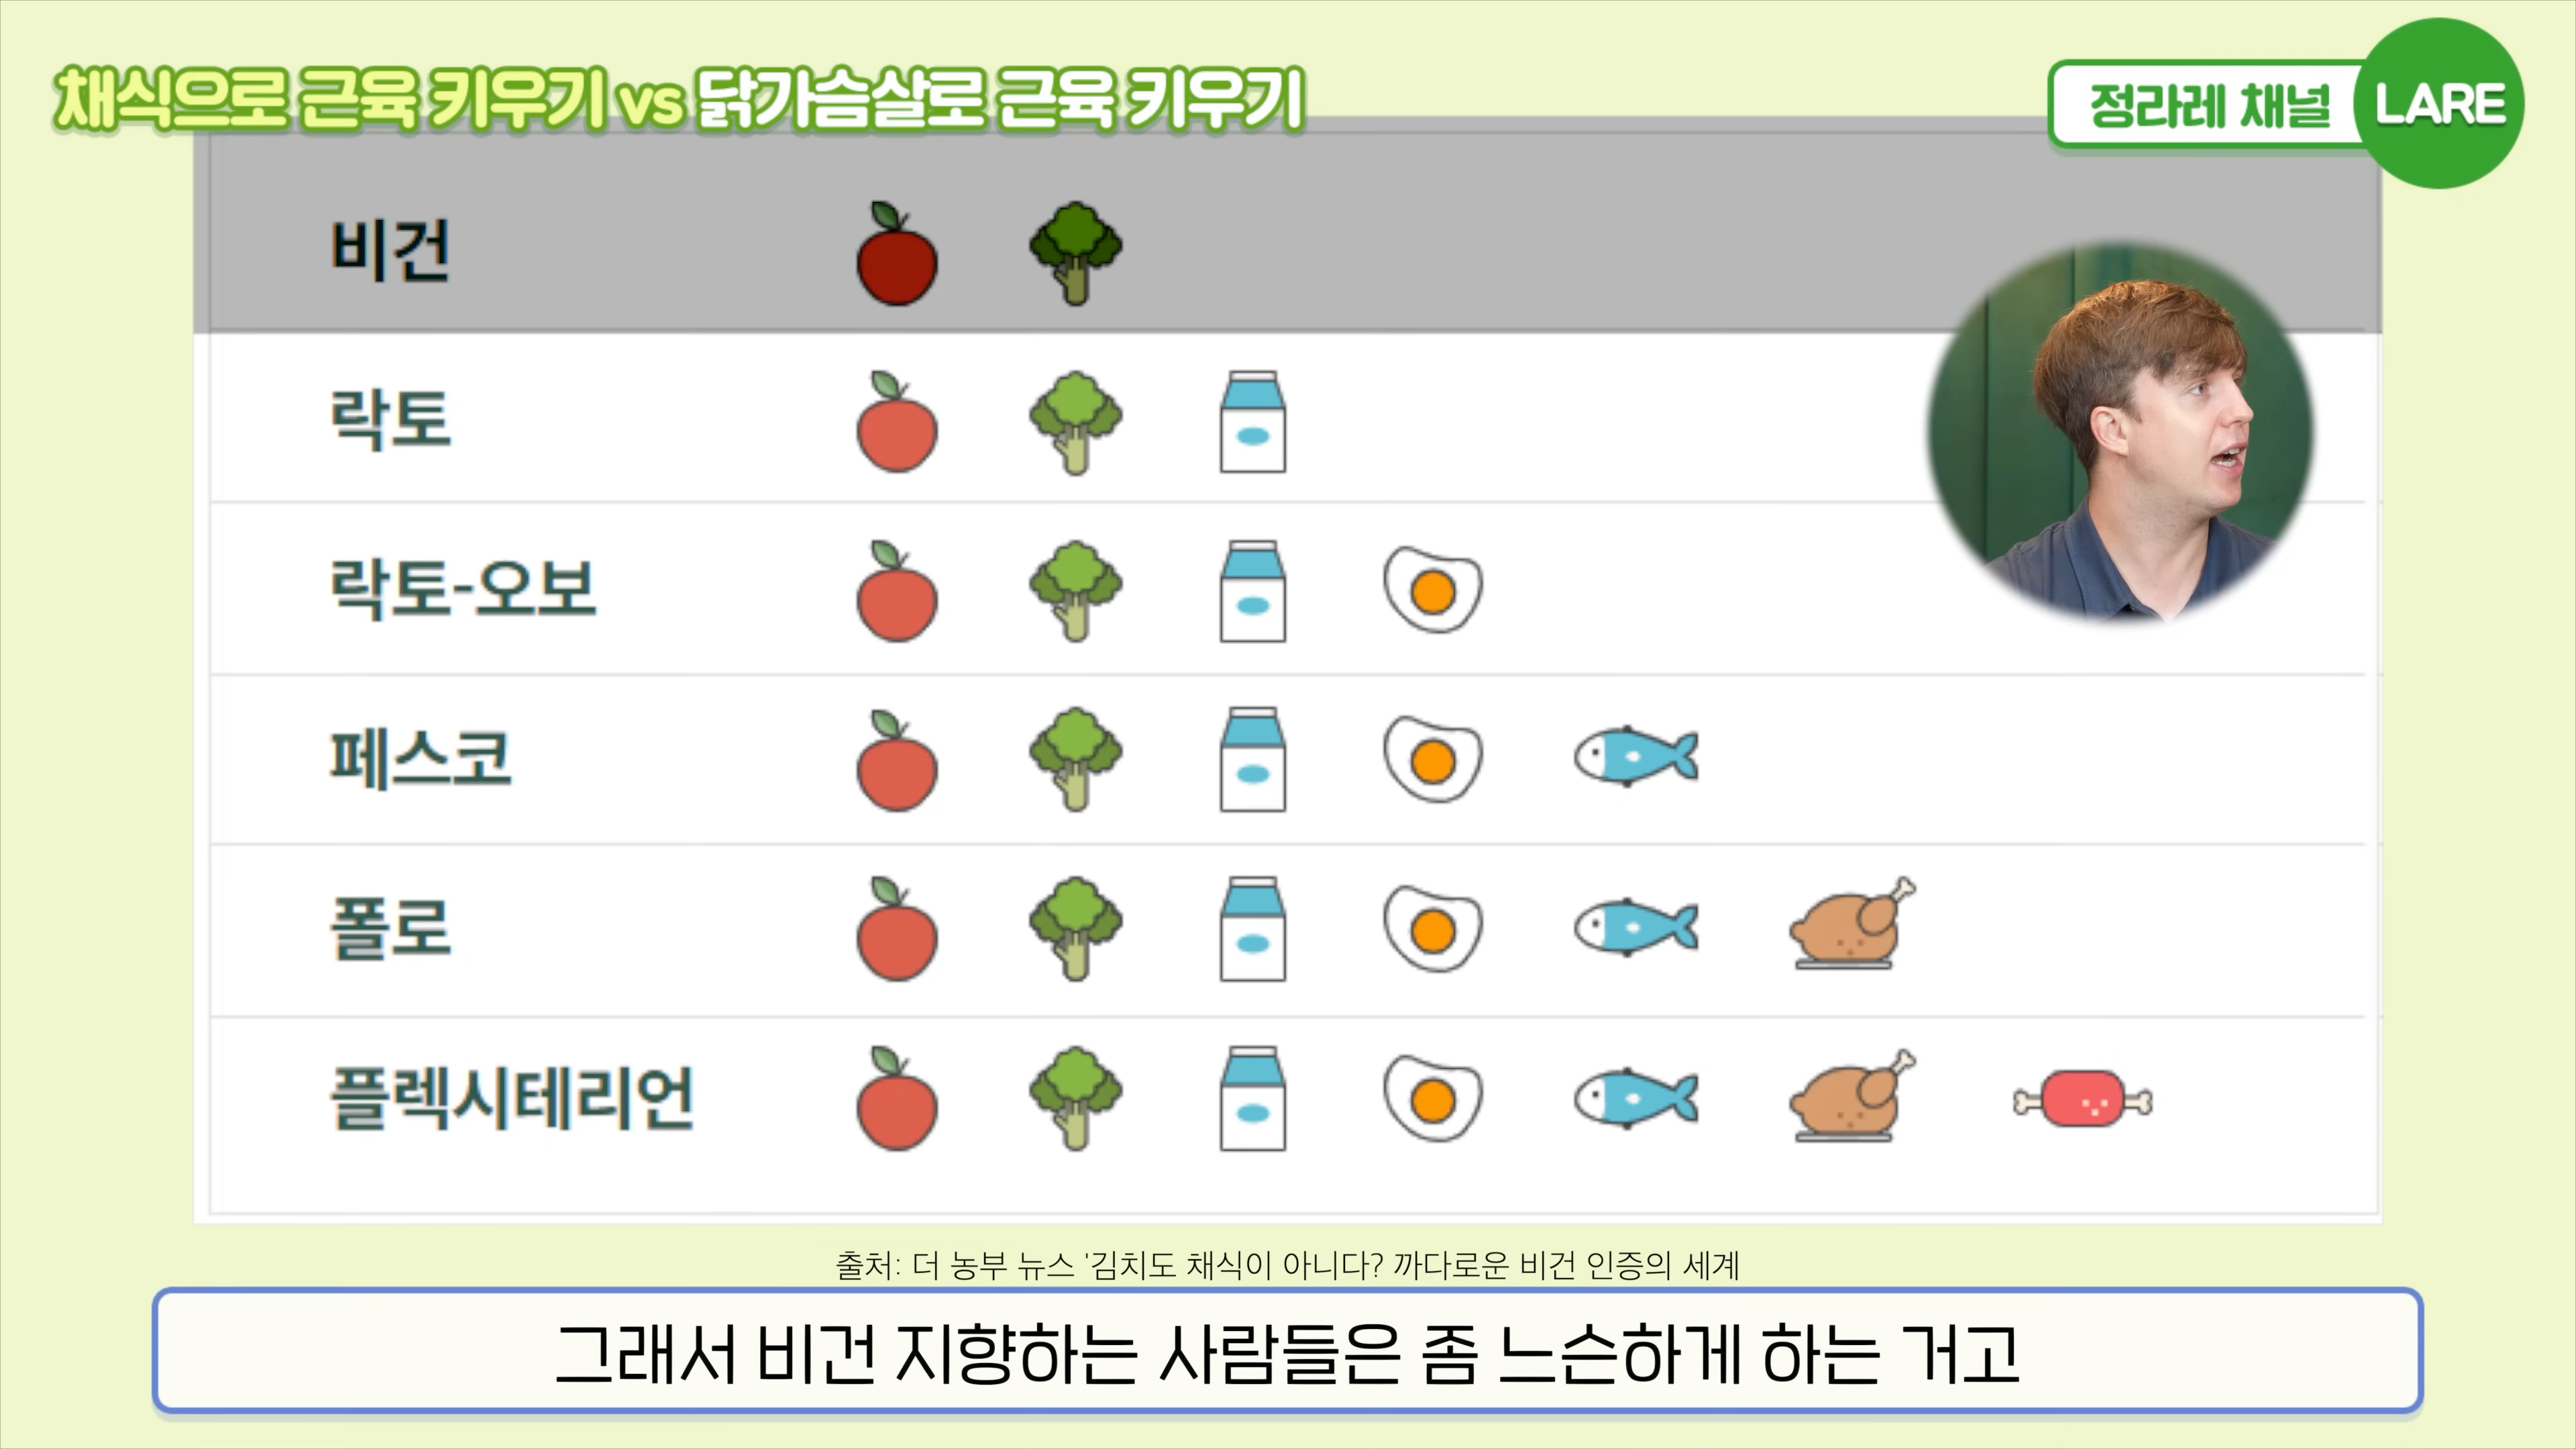 채식으로 근육 키우기 vs 닭가슴살로 근육 키우기
정라레 채널 LARE
비건
락토
락토-오보
페스코
폴로
플렉시테리언
출처: 더 농부 뉴스 '김치도 채식이 아니다? 까다로운 비건 인증의 세계
그래서 비건 지향하는 사람들은 좀 느슨하게 하는 거고